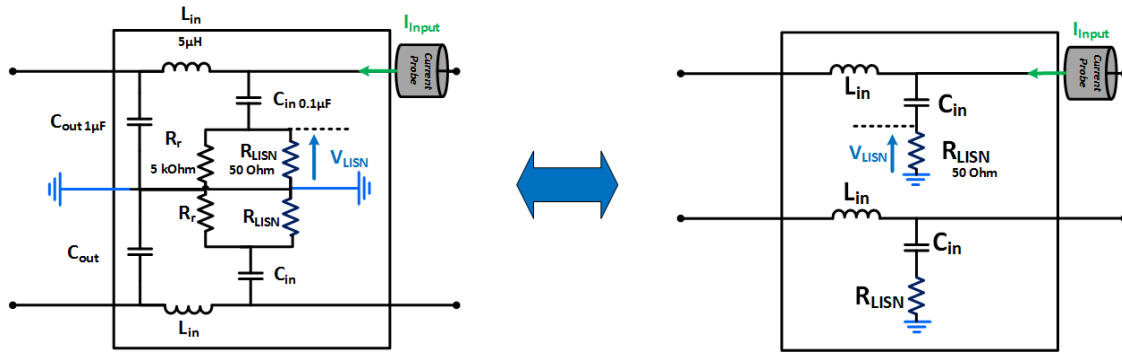 Lin
5μH
IInput
Current
Probe
Cin 0.1μF
Cout 1μF
Rr
5 kOhm
RLISN
50 Ohm
VLISN
Rr
RLISN
Cout
Cin
Lin
IInput
Current
Probe
Lin
Cin
VLISN
RLISN
50 Ohm
Lin
Cin
RLISN